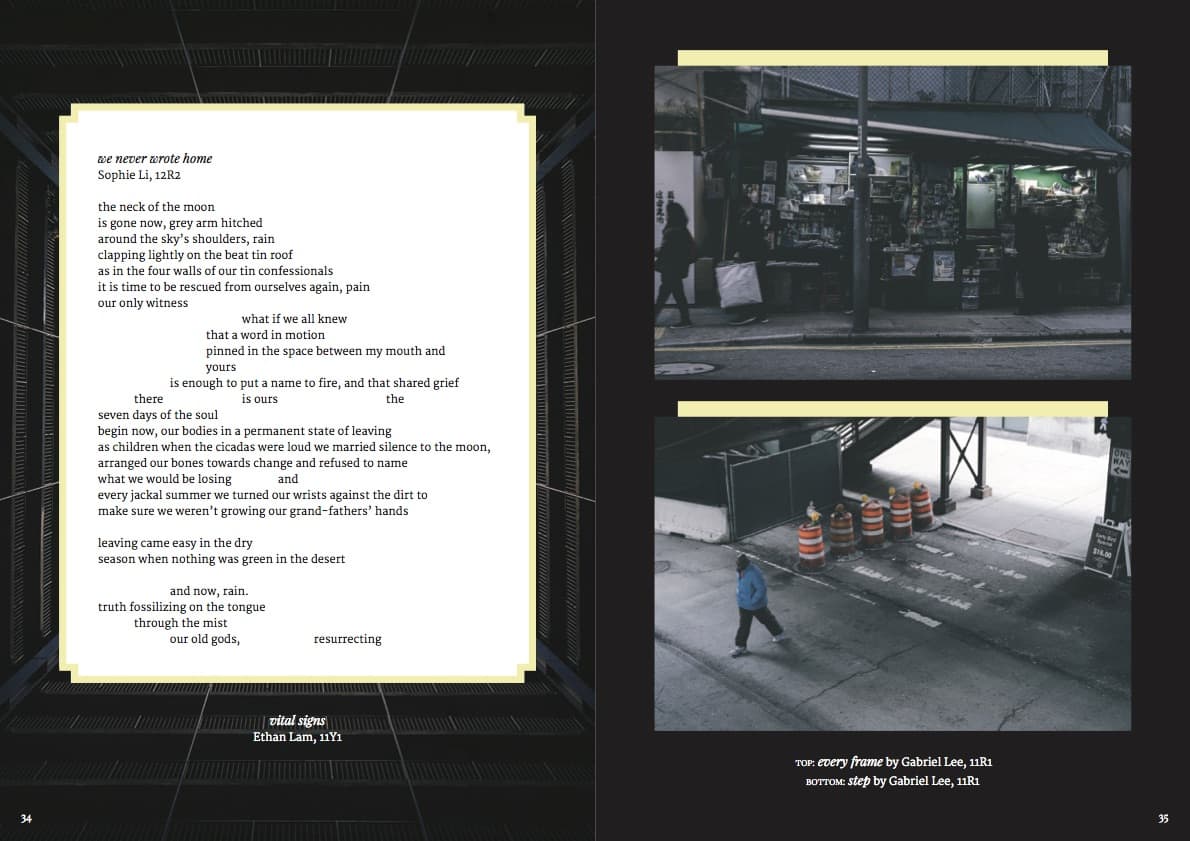 we never wrote home
Sophie Li, 12R2
the neck of the moon
is gone now, grey arm hitched
around the sky's shoulders, rain
clapping lightly on the beat tin roof
as in the four walls of our tin confessionals
it is time to be rescued from ourselves again, pain
our only witness
what if we all knew
that a word in motion
pinned in the space between my mouth and
yours
is enough to put a name to fire, and that shared grief
there is ours the
seven days of the soul
begin now, our bodies in a permanent state of leaving
as children when the cicadas were loud we married silence to the moon,
arranged our bones towards change and refused to name
what we would be losing and
every jackal summer we turned our wrists against the dirt to
make sure we weren't growing our grand-fathers' hands
leaving came easy in the dry
season when nothing was green in the desert
and now, rain.
truth fossilizing on the tongue
through the mist
our old gods, resurrecting
vital signs
Ethan Lam, 11Y1
34
ONE
WAY
Early Bird
Special
$16.00
TOP: every frame by Gabriel Lee, 11R1
BOTTOM: step by Gabriel Lee, 11R1
35